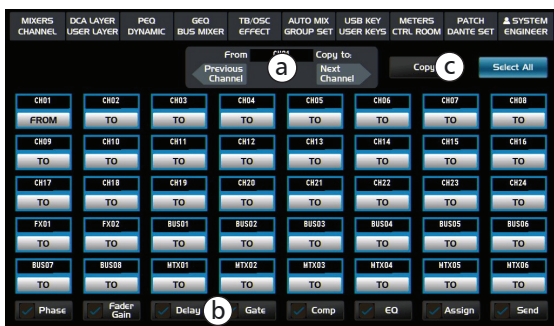 MIXERS DCA LAYER PEQ GEQ TB/OSC AUTO MIX USB KEY METERS PATCH SYSTEM
CHANNEL USER LAYER DYNAMIC BUS MIXER EFFECT GROUP SET USER KEYS CTRL ROOM DANTE SET ENGINEER
From Copy to:
Previous Channel
a
Next Channel
Copy
c
Select All
CH01 CH02 CH03 CH04 CH05 CH06 CH07 CH08
FROM TO TO TO TO TO TO TO
CH09 CH10 CH11 CH12 CH13 CH14 CH15 CH16
TO TO TO TO TO TO TO TO
CH17 CH18 CH19 CH20 CH21 CH22 CH23 CH24
TO TO TO TO TO TO TO TO
FX01 FX02 BUS01 BUS02 BUS03 BUS04 BUS05 BUS06
TO TO TO TO TO TO TO TO
BUS07 BUS08 MTX01 MTX02 MTX03 MTX04 MTX05 MTX06
TO TO TO TO TO TO TO TO
Phase Fader Gain Delay b Gate Comp EQ Assign Send